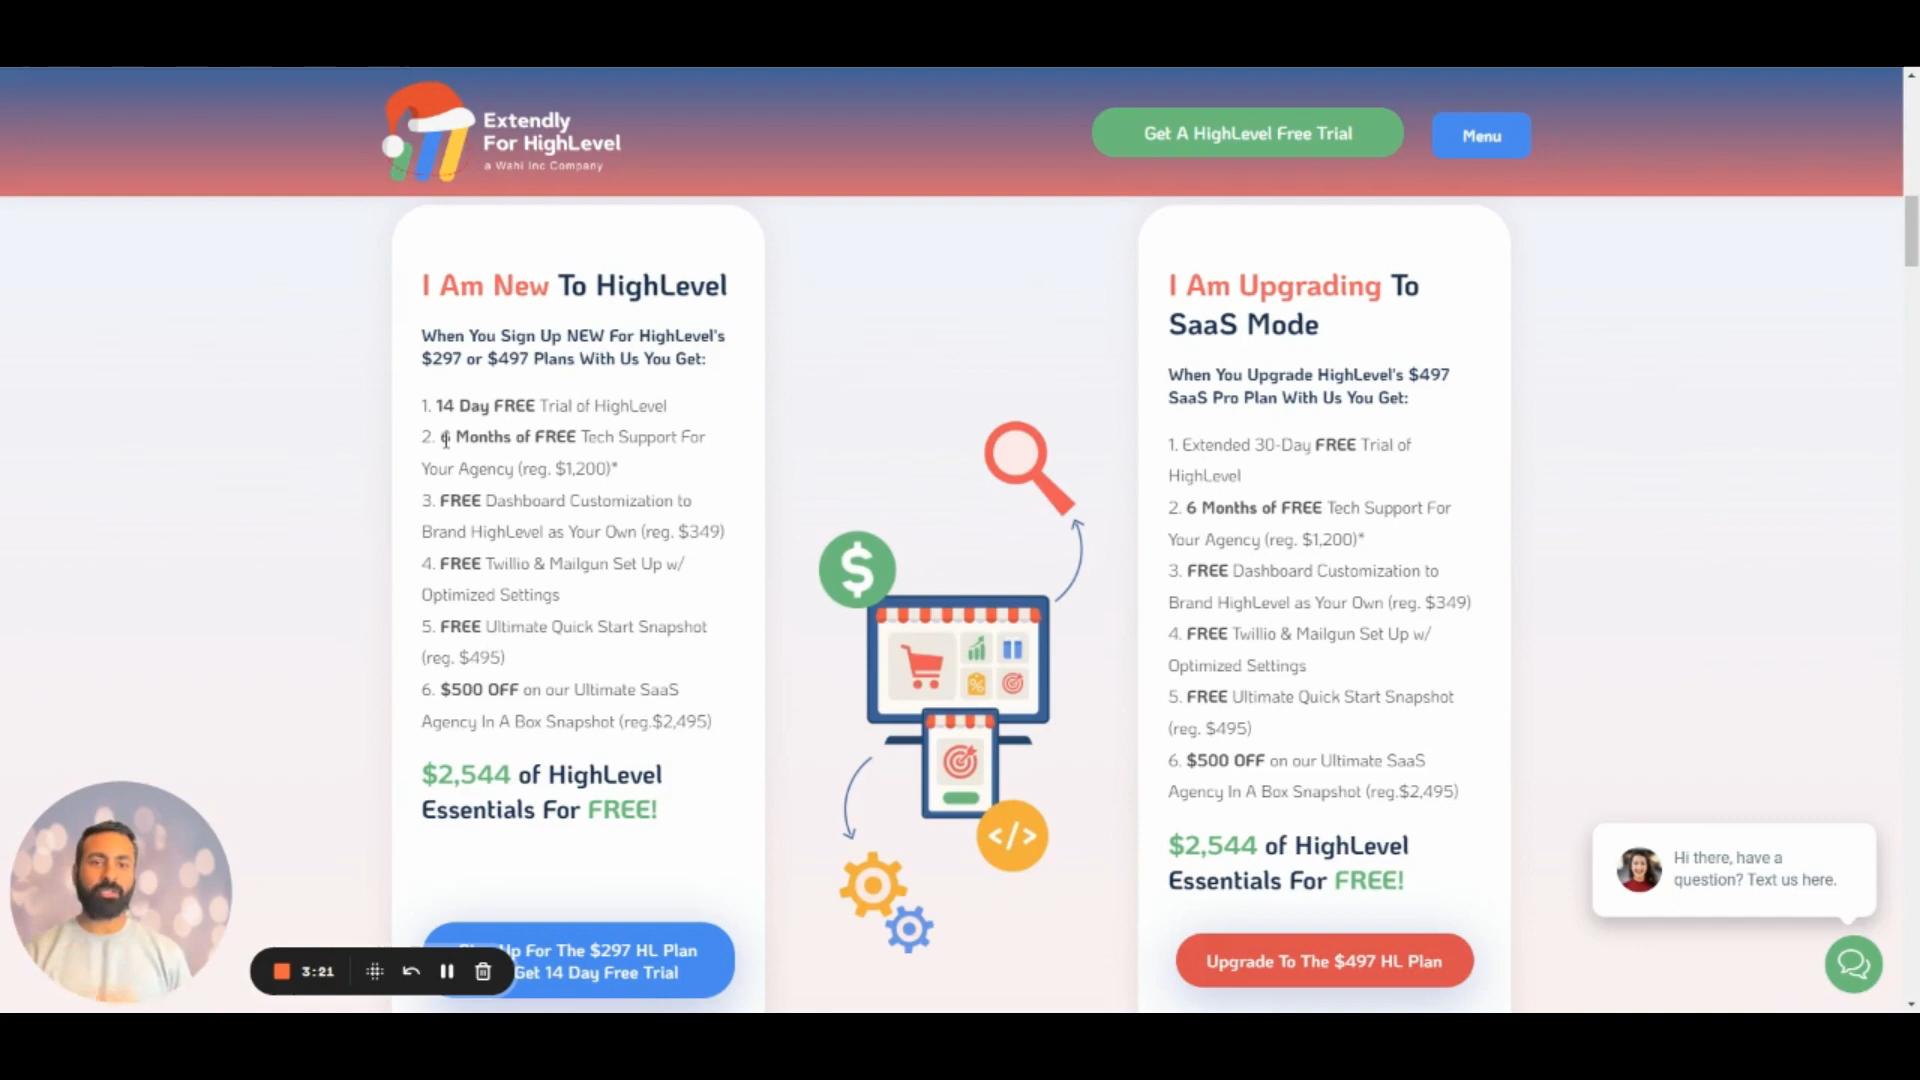 Extendly
For HighLevel
a Wahl Inc Company
Get A HighLevel Free Trial
Menu
I Am New To HighLevel
When You Sign Up NEW For HighLevel's
$297 or $497 Plans With Us You Get:
1. 14 Day FREE Trial of HighLevel
2. 6 Months of FREE Tech Support For
Your Agency (reg. $1,200)*
3. FREE Dashboard Customization to
Brand HighLevel as Your Own (reg. $349)
4. FREE Twillio & Mailgun Set Up w/
Optimized Settings
5. FREE Ultimate Quick Start Snapshot
(reg. $495)
6. $500 OFF on our Ultimate SaaS
Agency In A Box Snapshot (reg.$2,495)
$2,544 of HighLevel
Essentials For FREE!
Up For The $297 HL Plan
Get 14 Day Free Trial
3:21
I Am Upgrading To
SaaS Mode
When You Upgrade HighLevel's $497
SaaS Pro Plan With Us You Get:
1. Extended 30-Day FREE Trial of
HighLevel
2. 6 Months of FREE Tech Support For
Your Agency (reg. $1,200)*
3. FREE Dashboard Customization to
Brand HighLevel as Your Own (reg. $349)
4. FREE Twillio & Mailgun Set Up w/
Optimized Settings
5. FREE Ultimate Quick Start Snapshot
(reg. $495)
6. $500 OFF on our Ultimate SaaS
Agency In A Box Snapshot (reg.$2,495)
$2,544 of HighLevel
Essentials For FREE!
Upgrade To The $497 HL Plan
Hi there, have a
question? Text us here.